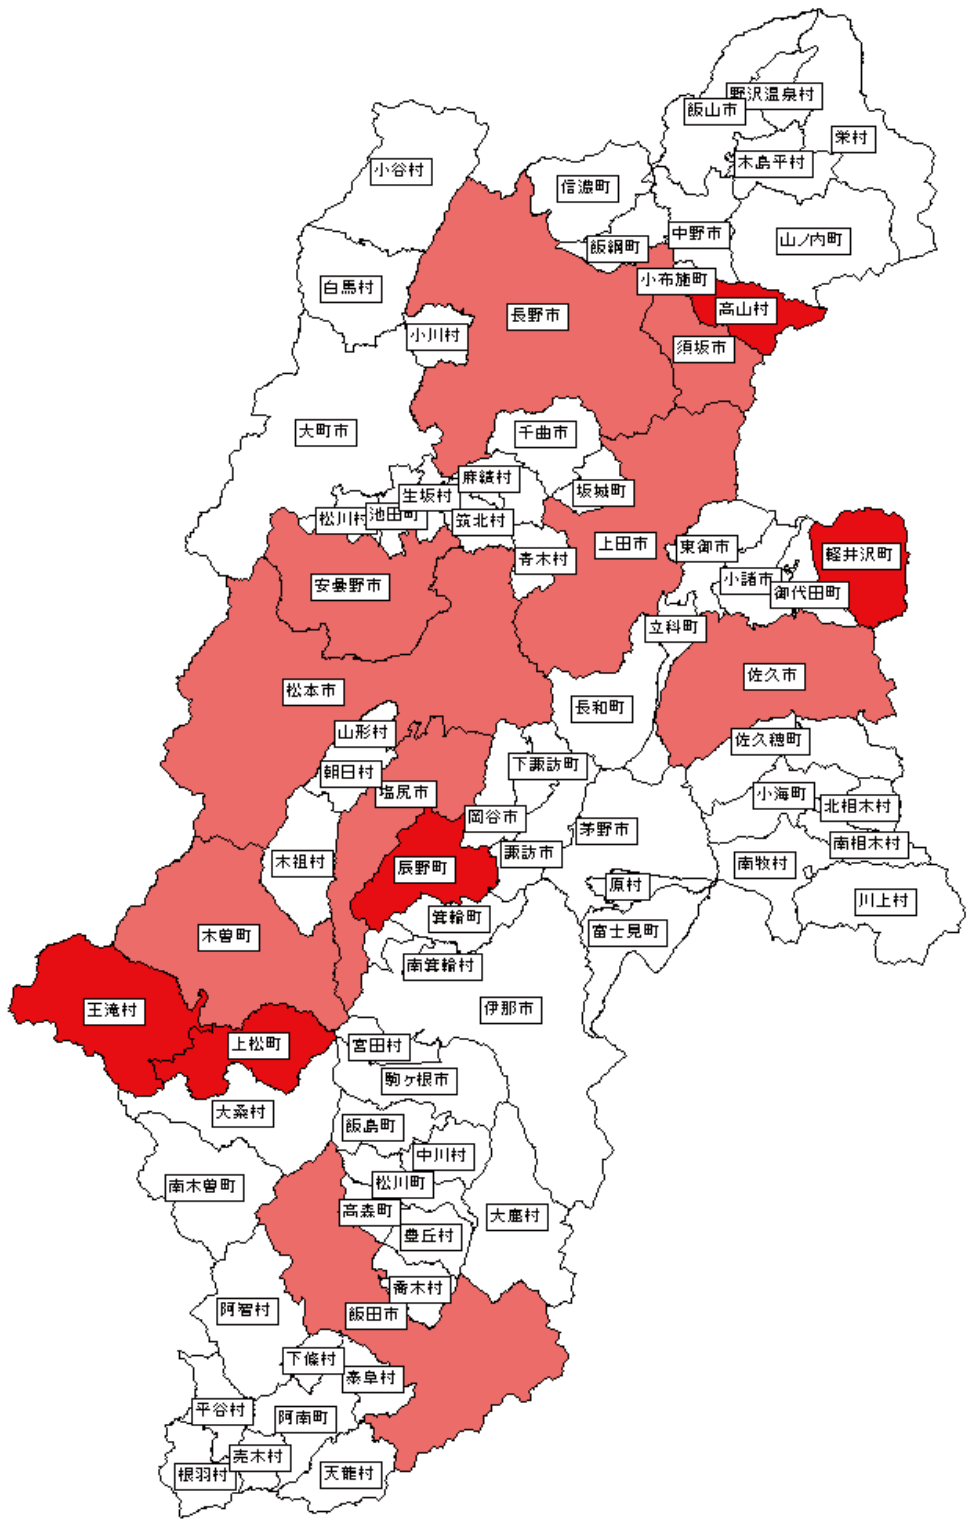 野沢温泉村
飯山市
栄村
木島平村
小谷村
信濃町
中野市
山ノ内町
飯綱町
小布施町
白馬村
高山村
長野市
小川村
須坂市
大町市
千曲市
麻績村
坂城町
生坂村
池田町
松川村
筑北村
上田市
東御市
青木村
軽井沢町
小諸市
安曇野市
御代田町
立科町
佐久市
松本市
長和町
山形村
佐久穂町
下諏訪町
朝日村
塩尻市
小海町
北相木村
岡谷市
茅野市
南相木村
諏訪市
木祖村
辰野町
南牧村
原村
川上村
箕輪町
富士見町
木曽町
南箕輪村
王滝村
伊那市
上松町
宮田村
駒ヶ根市
大桑村
飯島町
中川村
松川町
南木曽町
高森町
大鹿村
豊丘村
喬木村
阿智村
飯田市
下條村
泰阜村
平谷村
阿南町
売木村
根羽村
天龍村